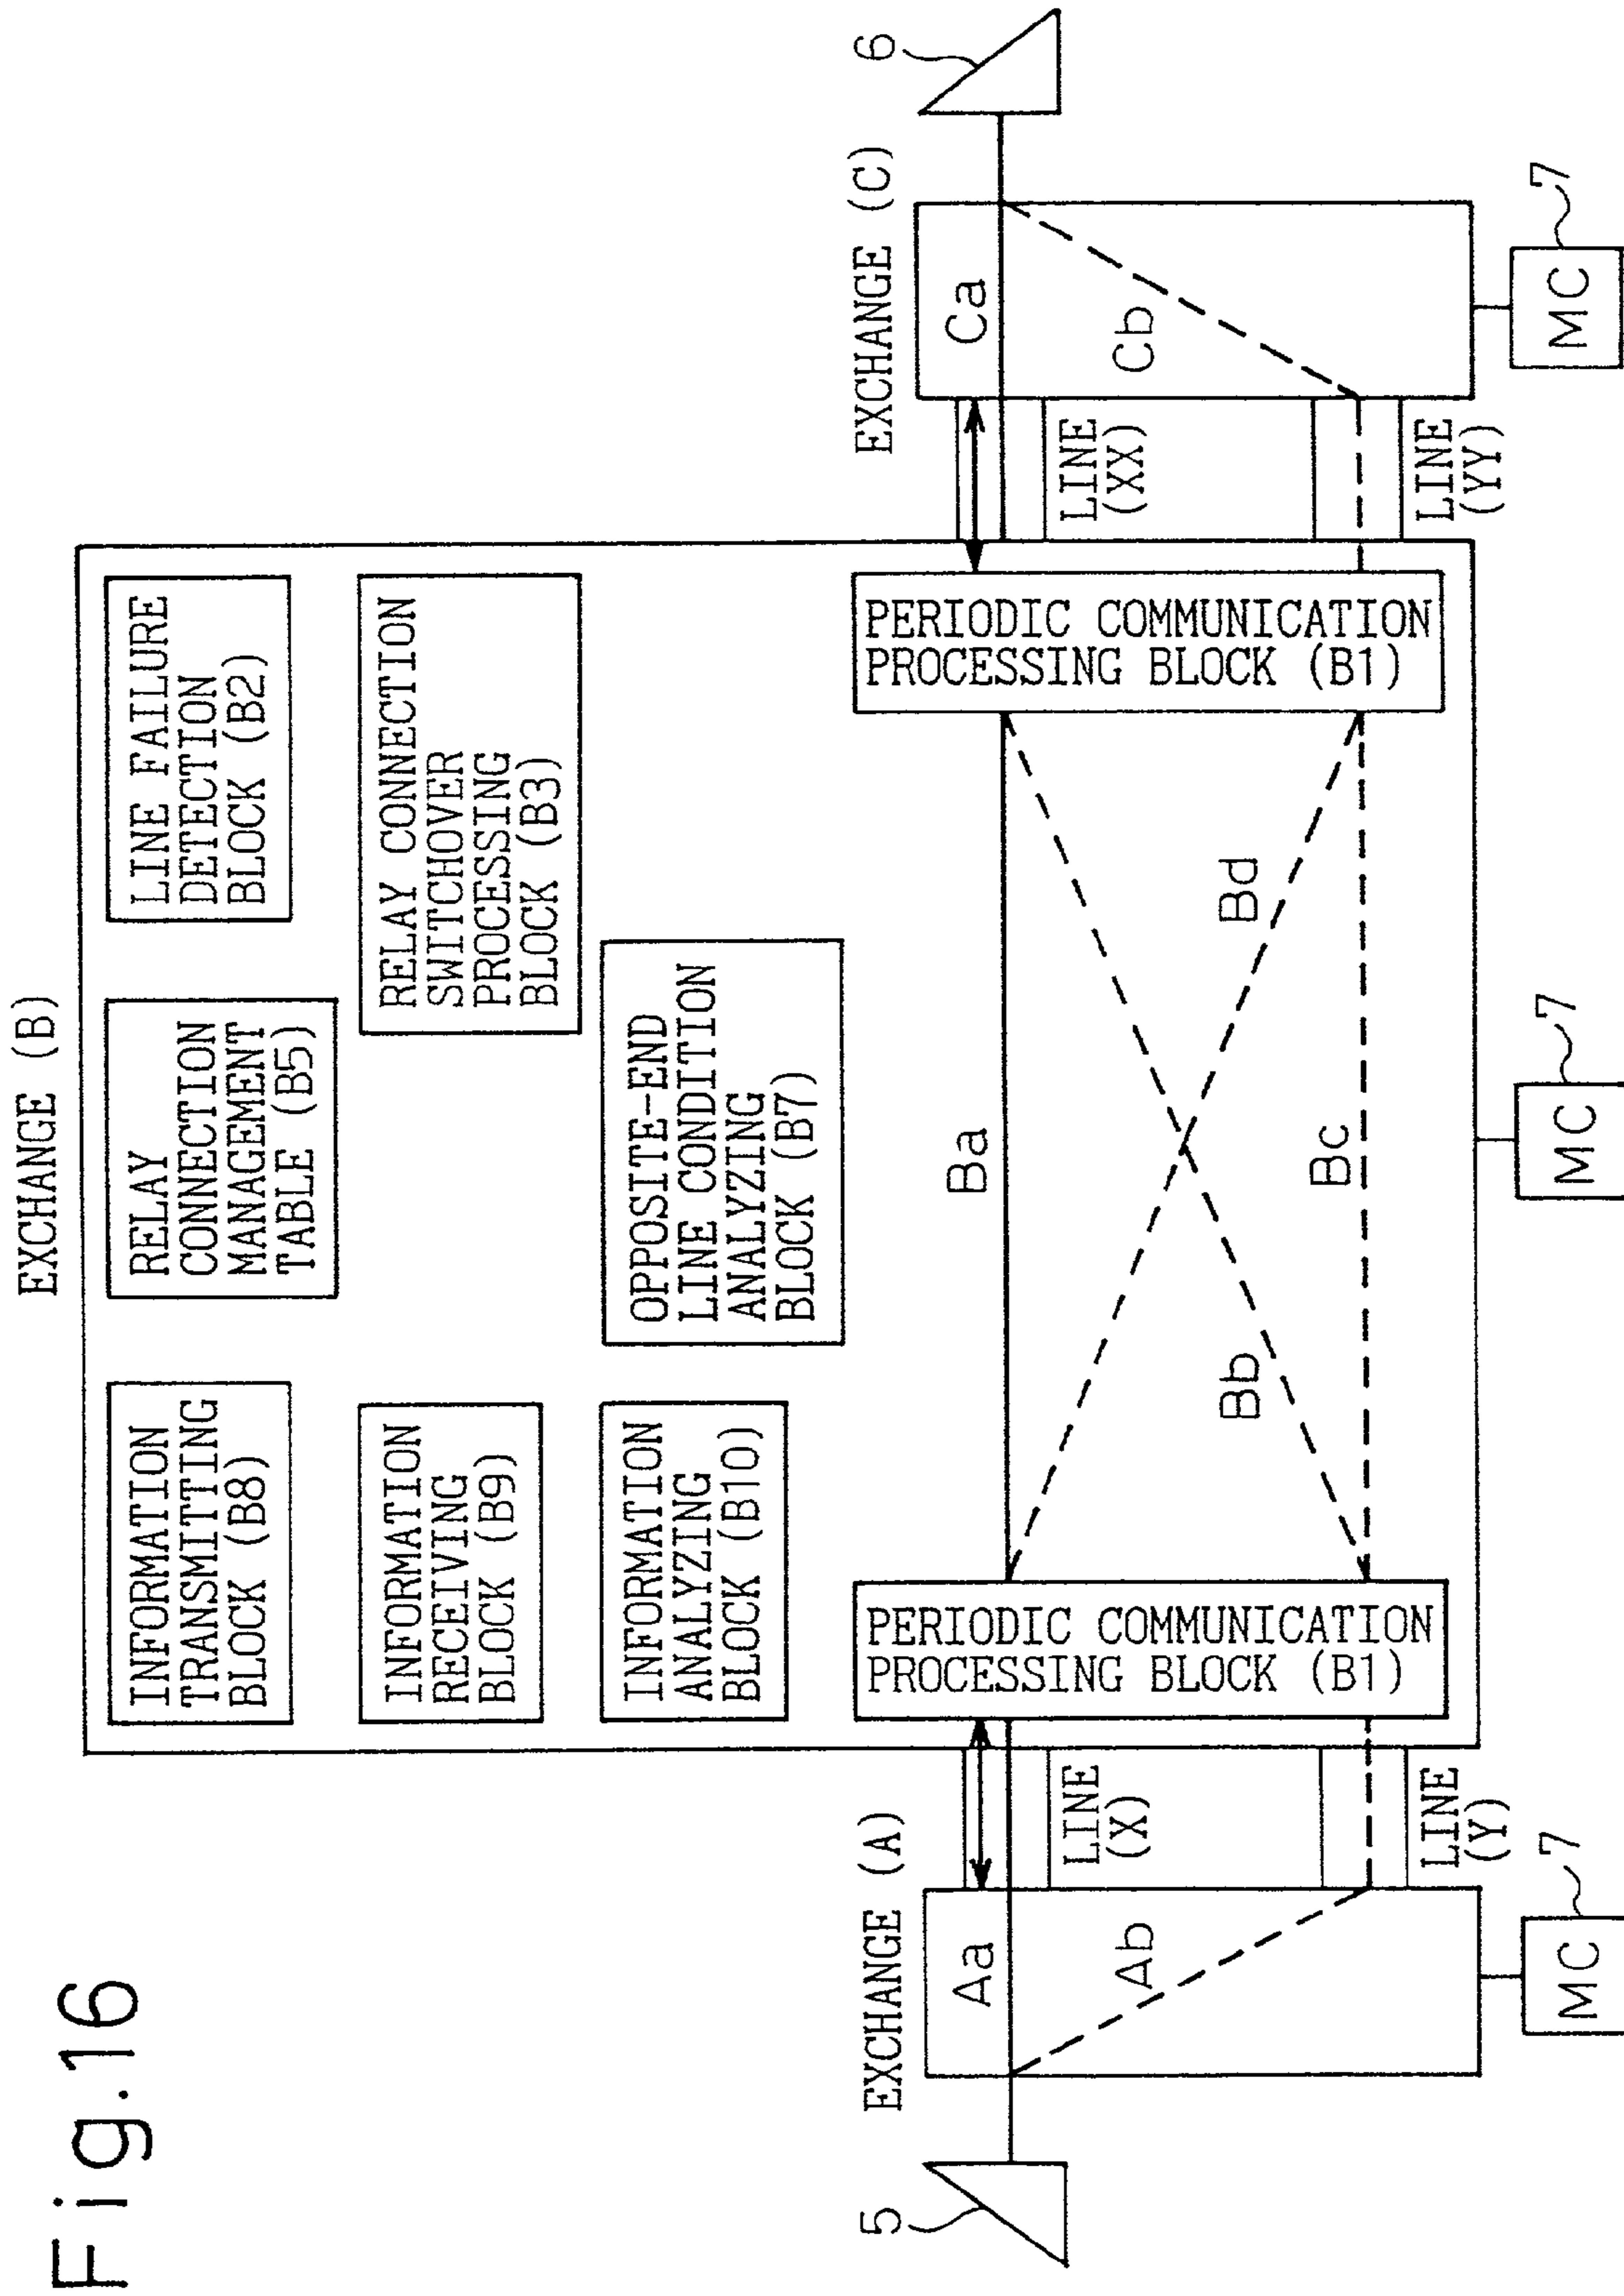 Fig.16
EXCHANGE (B)
INFORMATION
TRANSMITTING
BLOCK (B8)
RELAY
CONNECTION
MANAGEMENT
TABLE (B5)
LINE FAILURE
DETECTION
BLOCK (B2)
INFORMATION
RECEIVING
BLOCK (B9)
RELAY CONNECTION
SWITCHOVER
PROCESSING
BLOCK (B3)
INFORMATION
ANALYZING
BLOCK (B10)
OPPOSITE-END
LINE CONDITION
ANALYZING
BLOCK (B7)
EXCHANGE (A)
EXCHANGE (C)
5
6
PERIODIC COMMUNICATION
PROCESSING BLOCK (B1)
PERIODIC COMMUNICATION
PROCESSING BLOCK (B1)
Aa
Ba
Ca
LINE
(X)
LINE
(XX)
Ab
Bb
Bd
Cb
Bc
LINE
(Y)
LINE
(YY)
MC
7
MC
7
MC
7